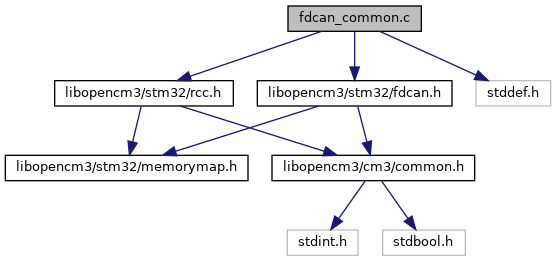 fdcan_common.c
libopencm3/stm32/rcc.h
libopencm3/stm32/fdcan.h
stddef.h
libopencm3/stm32/memorymap.h
libopencm3/cm3/common.h
stdint.h
stdbool.h